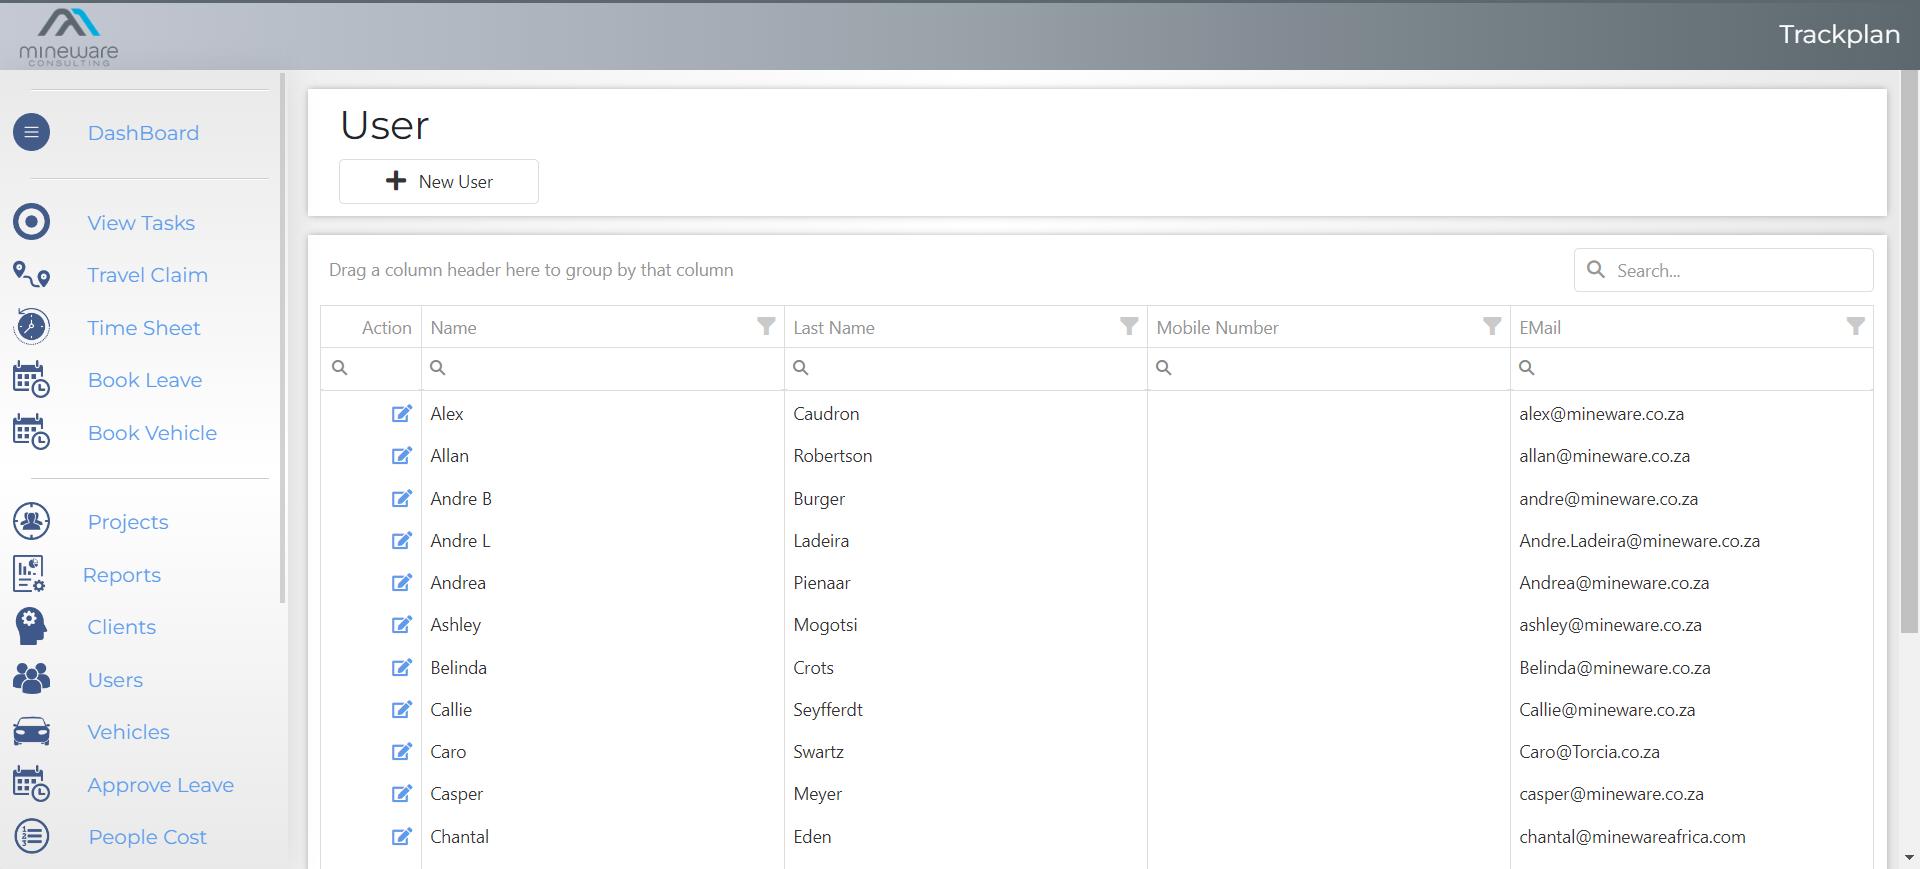 mineware
CONSULTING
Trackplan
DashBoard
View Tasks
Travel Claim
Time Sheet
Book Leave
Book Vehicle
Projects
Reports
Clients
Users
Vehicles
Approve Leave
People Cost
User
New User
Drag a column header here to group by that column
Search...
Action Name Last Name Mobile Number EMail
Alex Caudron alex@mineware.co.za
Allan Robertson allan@mineware.co.za
Andre B Burger andre@mineware.co.za
Andre L Ladeira Andre.Ladeira@mineware.co.za
Andrea Pienaar Andrea@mineware.co.za
Ashley Mogotsi ashley@mineware.co.za
Belinda Crots Belinda@mineware.co.za
Callie Seyfferdt Callie@mineware.co.za
Caro Swartz Caro@Torcia.co.za
Casper Meyer casper@mineware.co.za
Chantal Eden chantal@minewareafrica.com